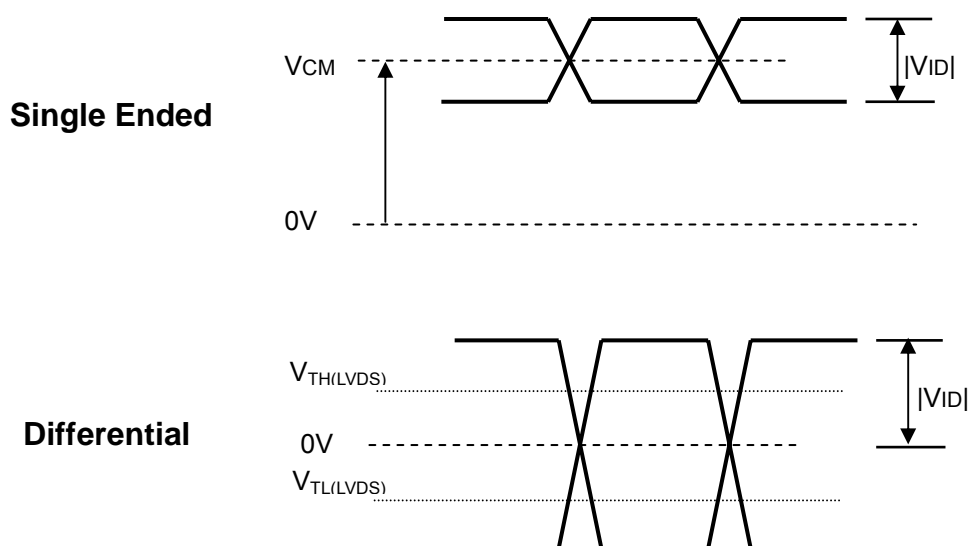 VCM
|VID|
Single Ended
0V
VTH(LVDS)
|VID|
Differential
0V
VTL(LVDS)